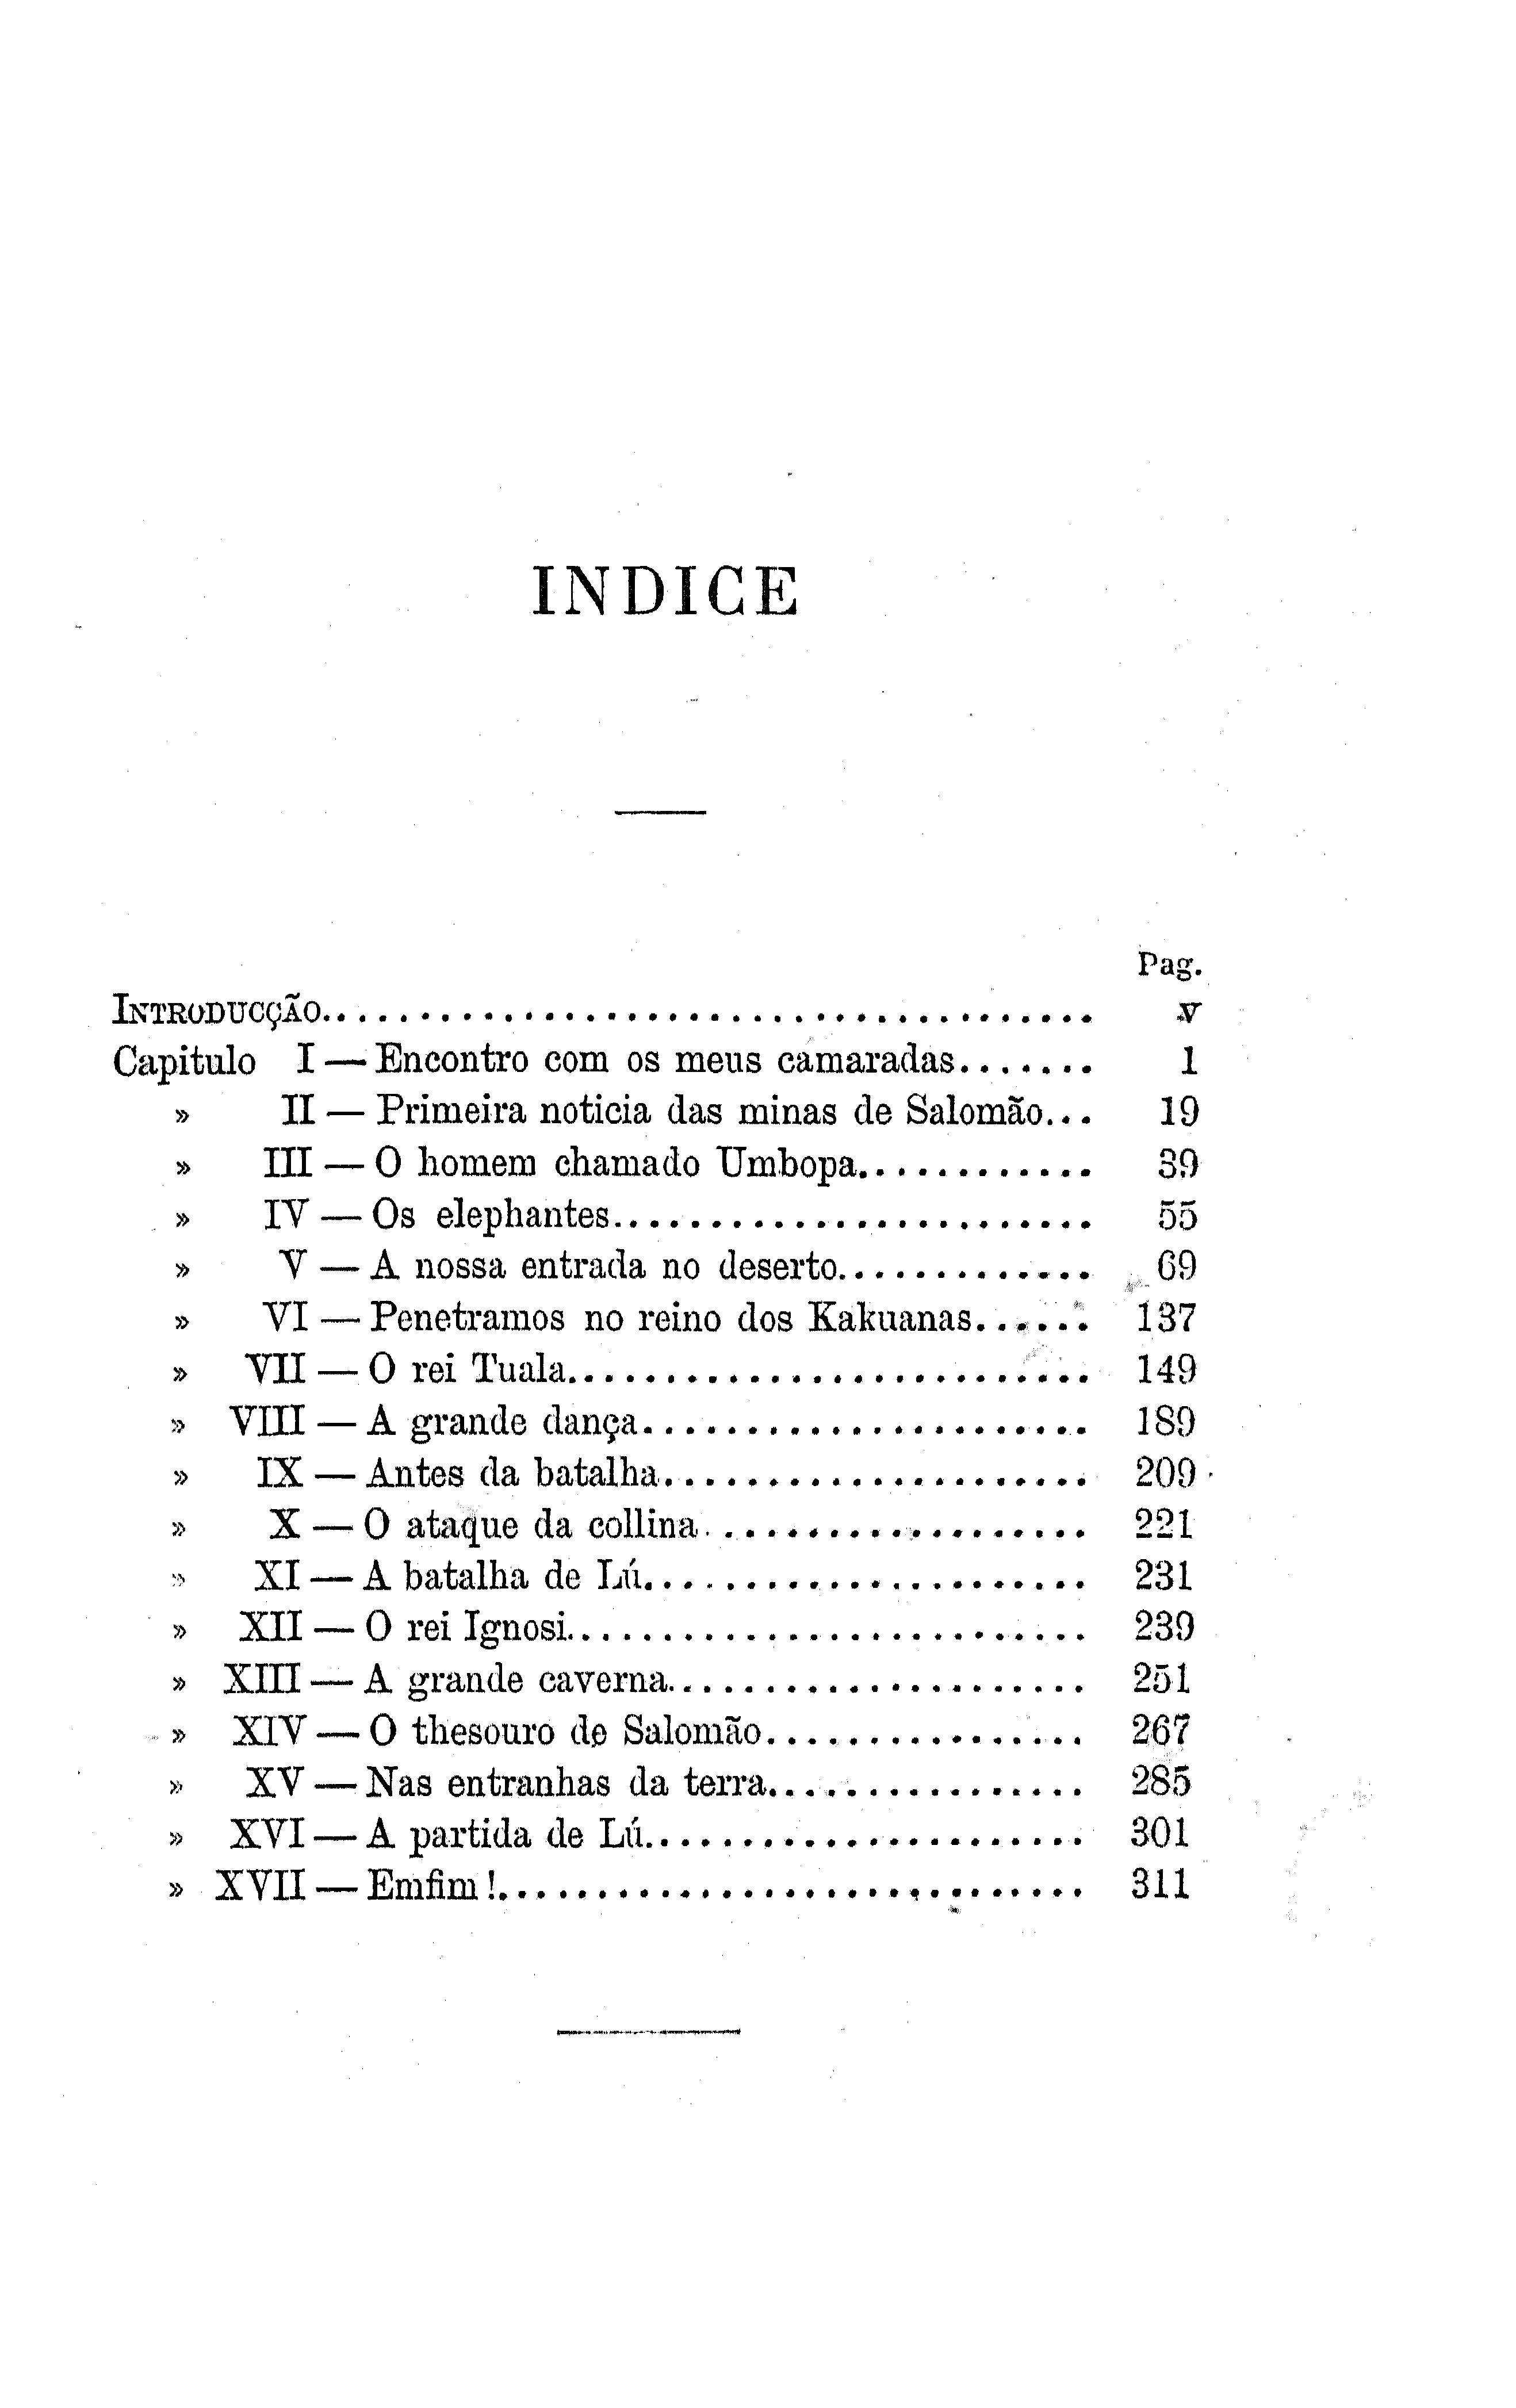 INDICE
Pag.
INTRODUCÇÃO........................................ V
Capitulo I — Encontro com os meus camaradas....... 1
» II — Primeira noticia das minas de Salomão... 19
» III — O homem chamado Umbopa............ 39
» IV — Os elephantes....................... 55
» V — A nossa entrada no deserto............. 69
» VI — Penetramos no reino dos Kakuanas...... 137
» VII — O rei Tuala......................... 149
» VIII — A grande dança...................... 189
» IX — Antes da batalha..................... 209
» X — O ataque da collina................... 221
» XI — A batalha de Lú...................... 231
» XII — O rei Ignosi......................... 239
» XIII — A grande caverna.................... 251
» XIV — O thesouro de Salomão............... 267
» XV — Nas entranhas da terra............... 285
» XVI — A partida de Lú..................... 301
» XVII — Emfim!............................. 311